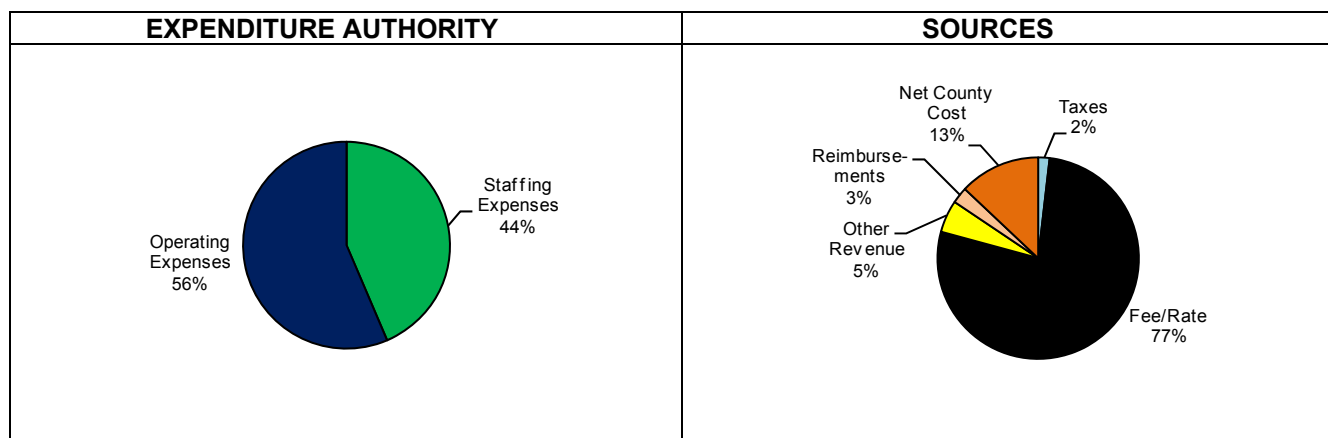 EXPENDITURE AUTHORITY
Staffing
Expenses
44%
Operating
Expenses
56%
SOURCES
Net County
Cost
13%
Taxes
2%
Reimburse-
ments
3%
Other
Revenue
5%
Fee/Rate
77%